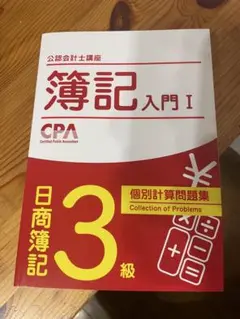 公認会計士講座
簿記入門 I
CPA
Certified Public Accountant
日商簿記
3級
個別計算問題集
Collection of Problems